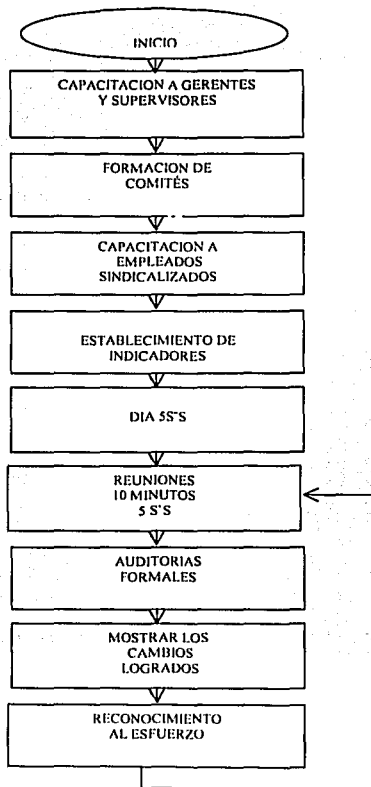 INICIO
CAPACITACION A GERENTES
Y SUPERVISORES
FORMACION DE
COMITÉS
CAPACITACION A
EMPLEADOS
SINDICALIZADOS
ESTABLECIMIENTO DE
INDICADORES
DIA 5S'S
REUNIONES
10 MINUTOS
5 S'S
AUDITORIAS
FORMALES
MOSTRAR LOS
CAMBIOS
LOGRADOS
RECONOCIMIENTO
AL ESFUERZO